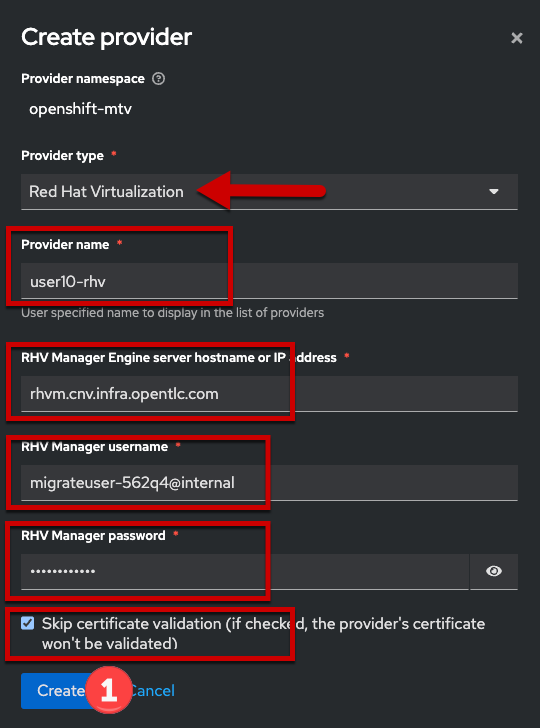 Create provider
Provider namespace
openshift-mtv
Provider type *
Red Hat Virtualization
Provider name *
user10-rhv
User specified name to display in the list of providers
RHV Manager Engine server hostname or IP address *
rhvm.cnv.infra.opentlc.com
RHV Manager username *
migrateuser-562q4@internal
RHV Manager password *
••••••••••••
Skip certificate validation (if checked, the provider's certificate
won't be validated)
Create 1 Cancel